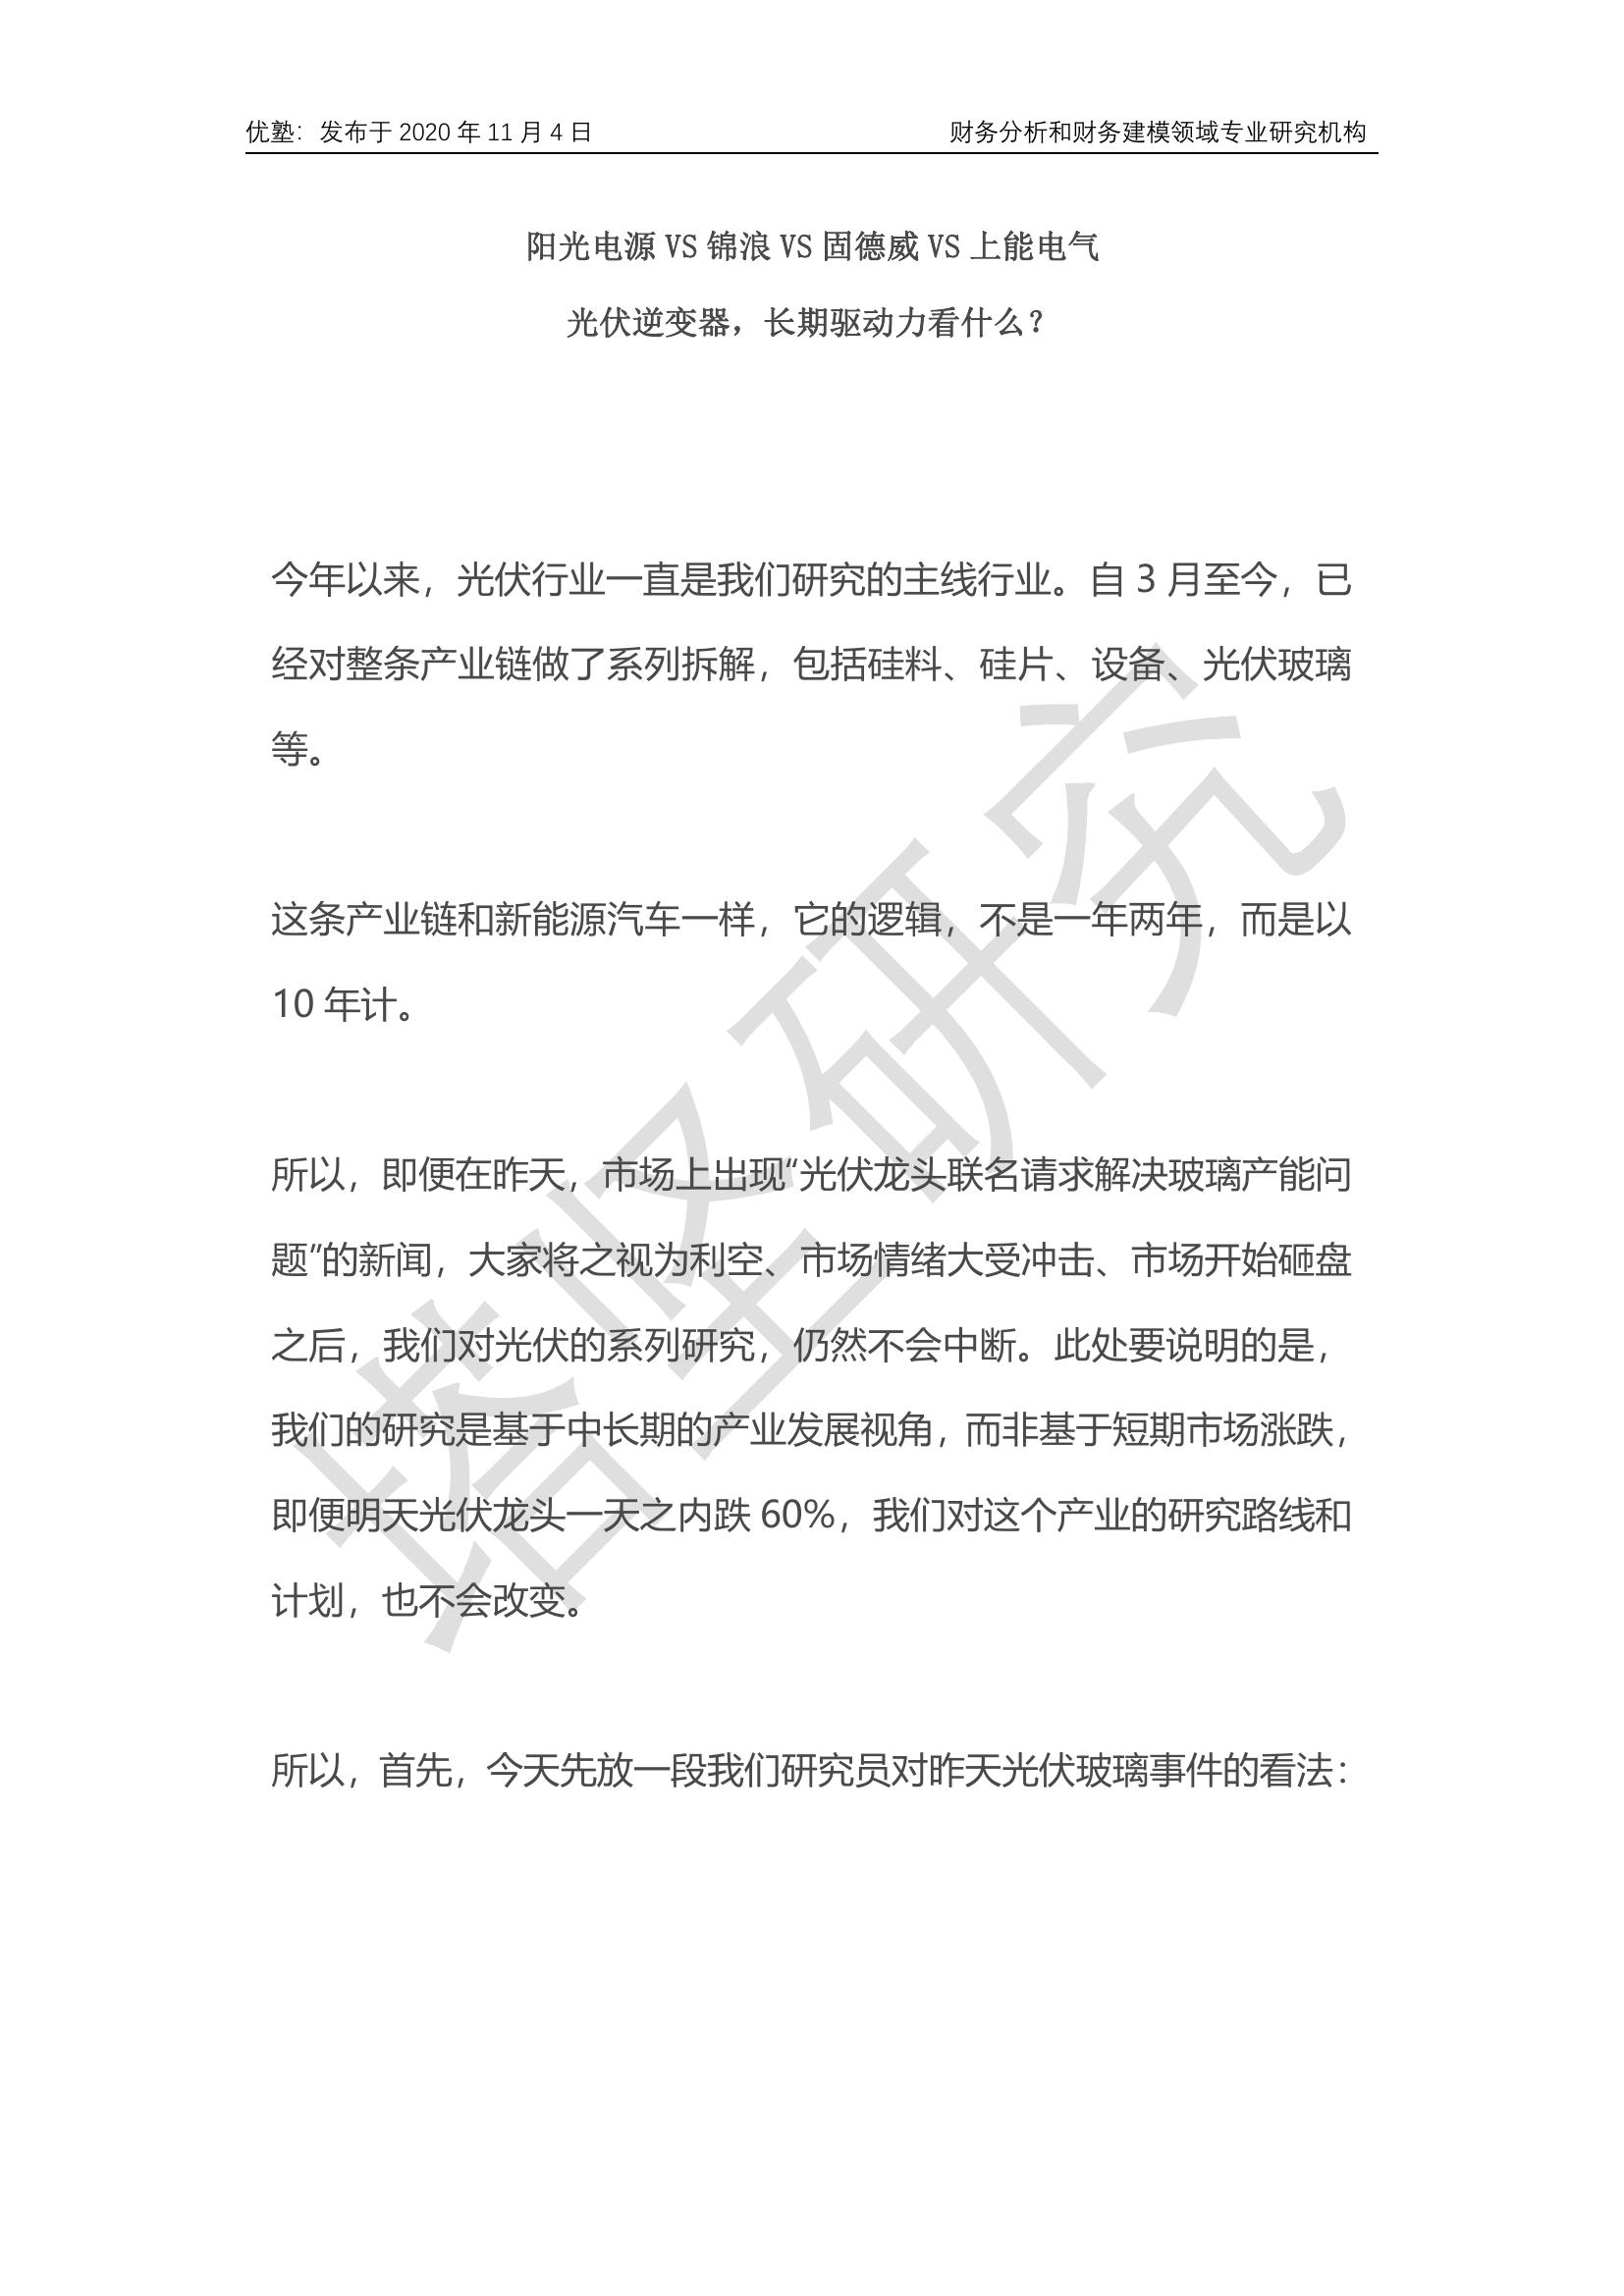 优塾：发布于 2020 年 11 月 4 日 财务分析和财务建模领域专业研究机构
阳光电源 VS 锦浪 VS 固德威 VS 上能电气
光伏逆变器，长期驱动力看什么？
今年以来，光伏行业一直是我们研究的主线行业。自 3 月至今，已
经对整条产业链做了系列拆解，包括硅料、硅片、设备、光伏玻璃
等。
这条产业链和新能源汽车一样，它的逻辑，不是一年两年，而是以
10 年计。
所以，即便在昨天，市场上出现“光伏龙头联名请求解决玻璃产能问
题”的新闻，大家将之视为利空、市场情绪大受冲击、市场开始砸盘
之后，我们对光伏的系列研究，仍然不会中断。此处要说明的是，
我们的研究是基于中长期的产业发展视角，而非基于短期市场涨跌，
即便明天光伏龙头一天之内跌 60%，我们对这个产业的研究路线和
计划，也不会改变。
所以，首先，今天先放一段我们研究员对昨天光伏玻璃事件的看法：
塔坚研究